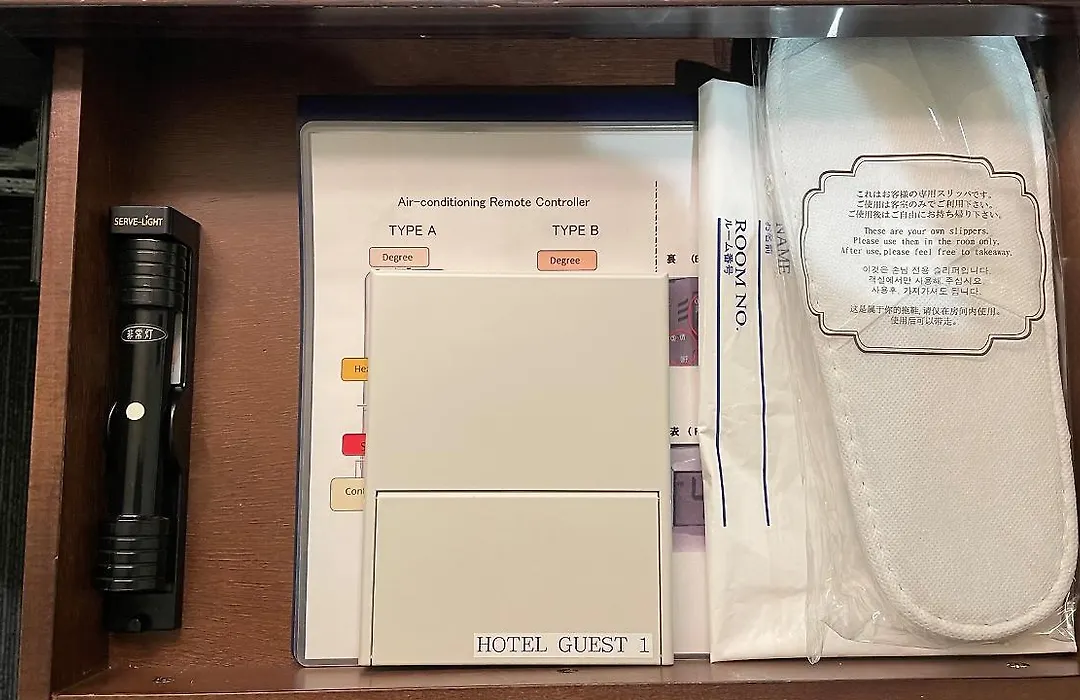 SERVE-LIGHT
非常灯
Air-conditioning Remote Controller
TYPE A
TYPE B
Degree
Degree
裏
表
HOTEL GUEST 1
NAME
お名前
ROOM NO.
ルーム番号
これはお客様の専用スリッパです。
ご使用は客室のみでご利用下さい。
ご使用後はご自由にお持ち帰り下さい。
These are your own slippers.
Please use them in the room only.
After use, please feel free to takeaway.
이것은 손님 전용 슬리퍼입니다.
객실에서만 사용해 주십시오
사용후, 가져가셔도 됩니다.
这是属于你的拖鞋, 请仅在房间内使用。
使用后可以带走。